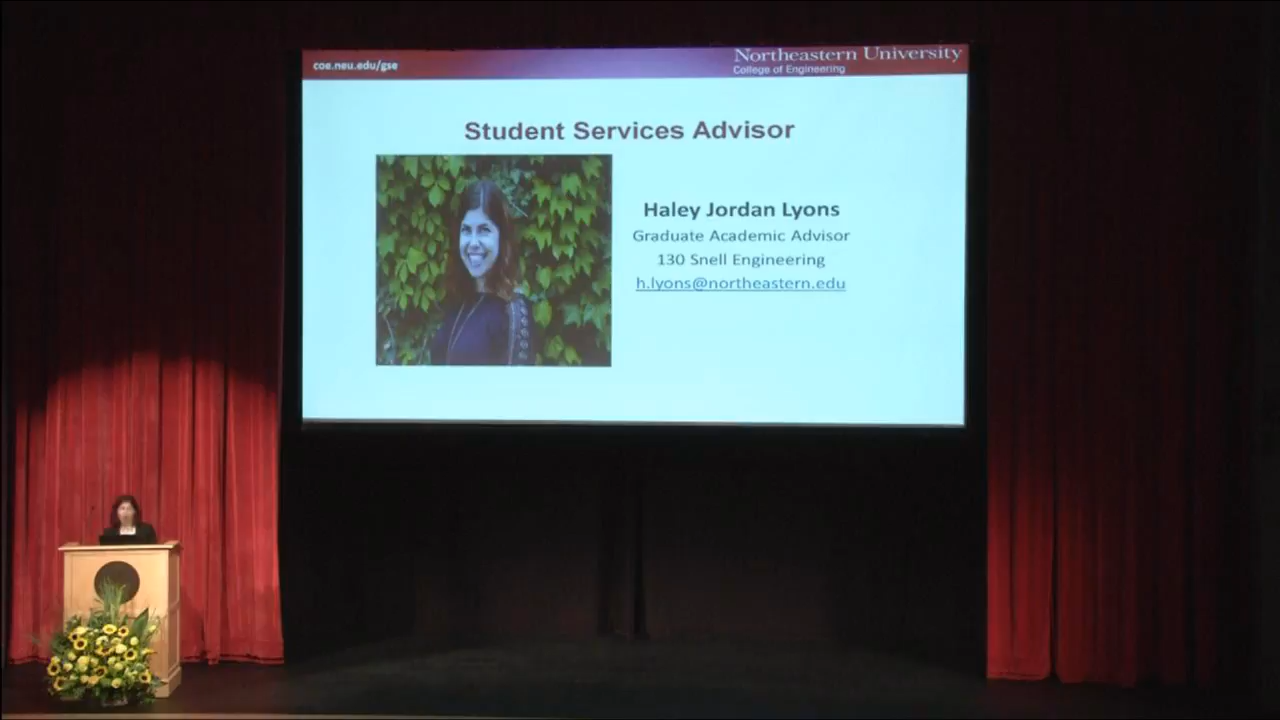 coe.neu.edu/gse
Northeastern University
College of Engineering
Student Services Advisor
Haley Jordan Lyons
Graduate Academic Advisor
130 Snell Engineering
h.lyons@northeastern.edu